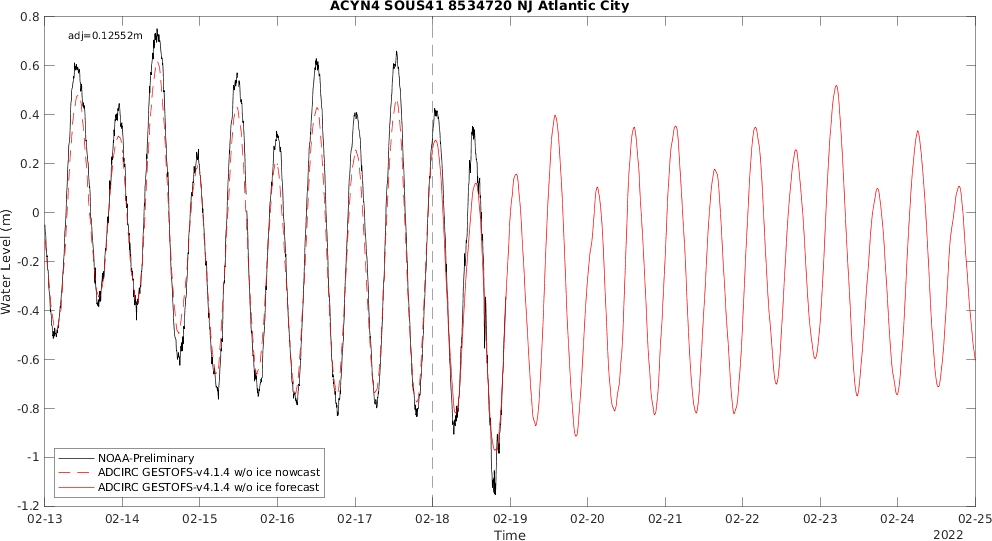 ACYN4 SOUS41 8534720 NJ Atlantic City
adj=0.12552m
0.8
0.6
0.4
0.2
0
-0.2
-0.4
-0.6
-0.8
-1
-1.2
Water Level (m)
NOAA-Preliminary
ADCIRC GESTOFS-v4.1.4 w/o ice nowcast
ADCIRC GESTOFS-v4.1.4 w/o ice forecast
02-13 02-14 02-15 02-16 02-17 02-18 02-19 02-20 02-21 02-22 02-23 02-24 02-25
Time
2022